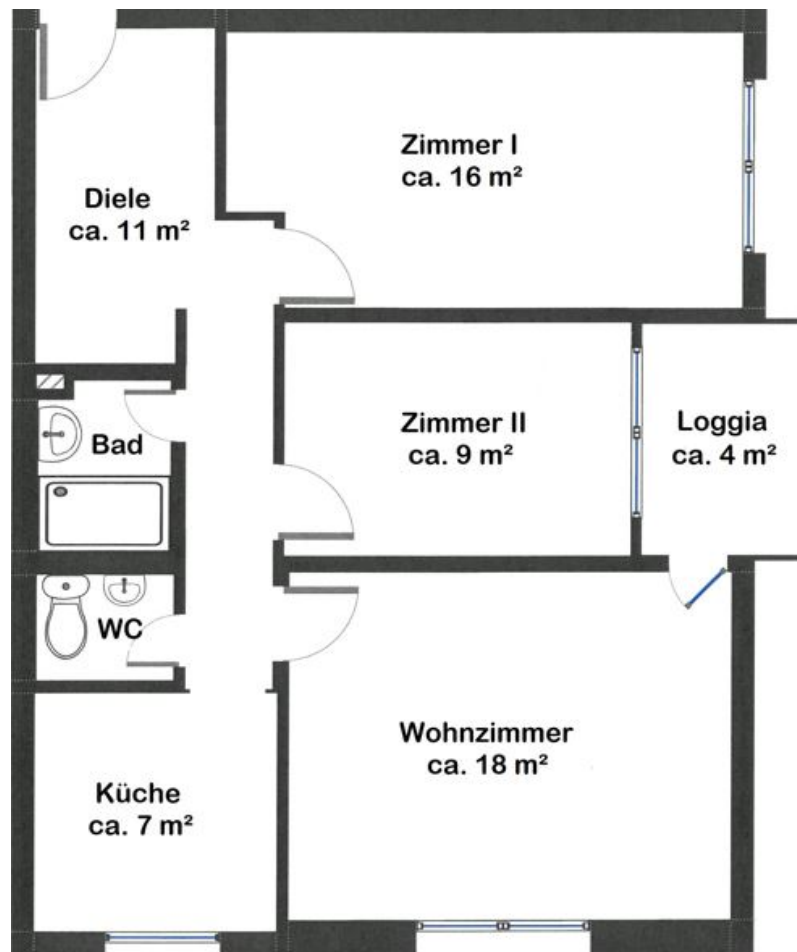 Zimmer I
ca. 16 m²
Diele
ca. 11 m²
Zimmer II
ca. 9 m²
Loggia
ca. 4 m²
Bad
WC
Wohnzimmer
ca. 18 m²
Küche
ca. 7 m²